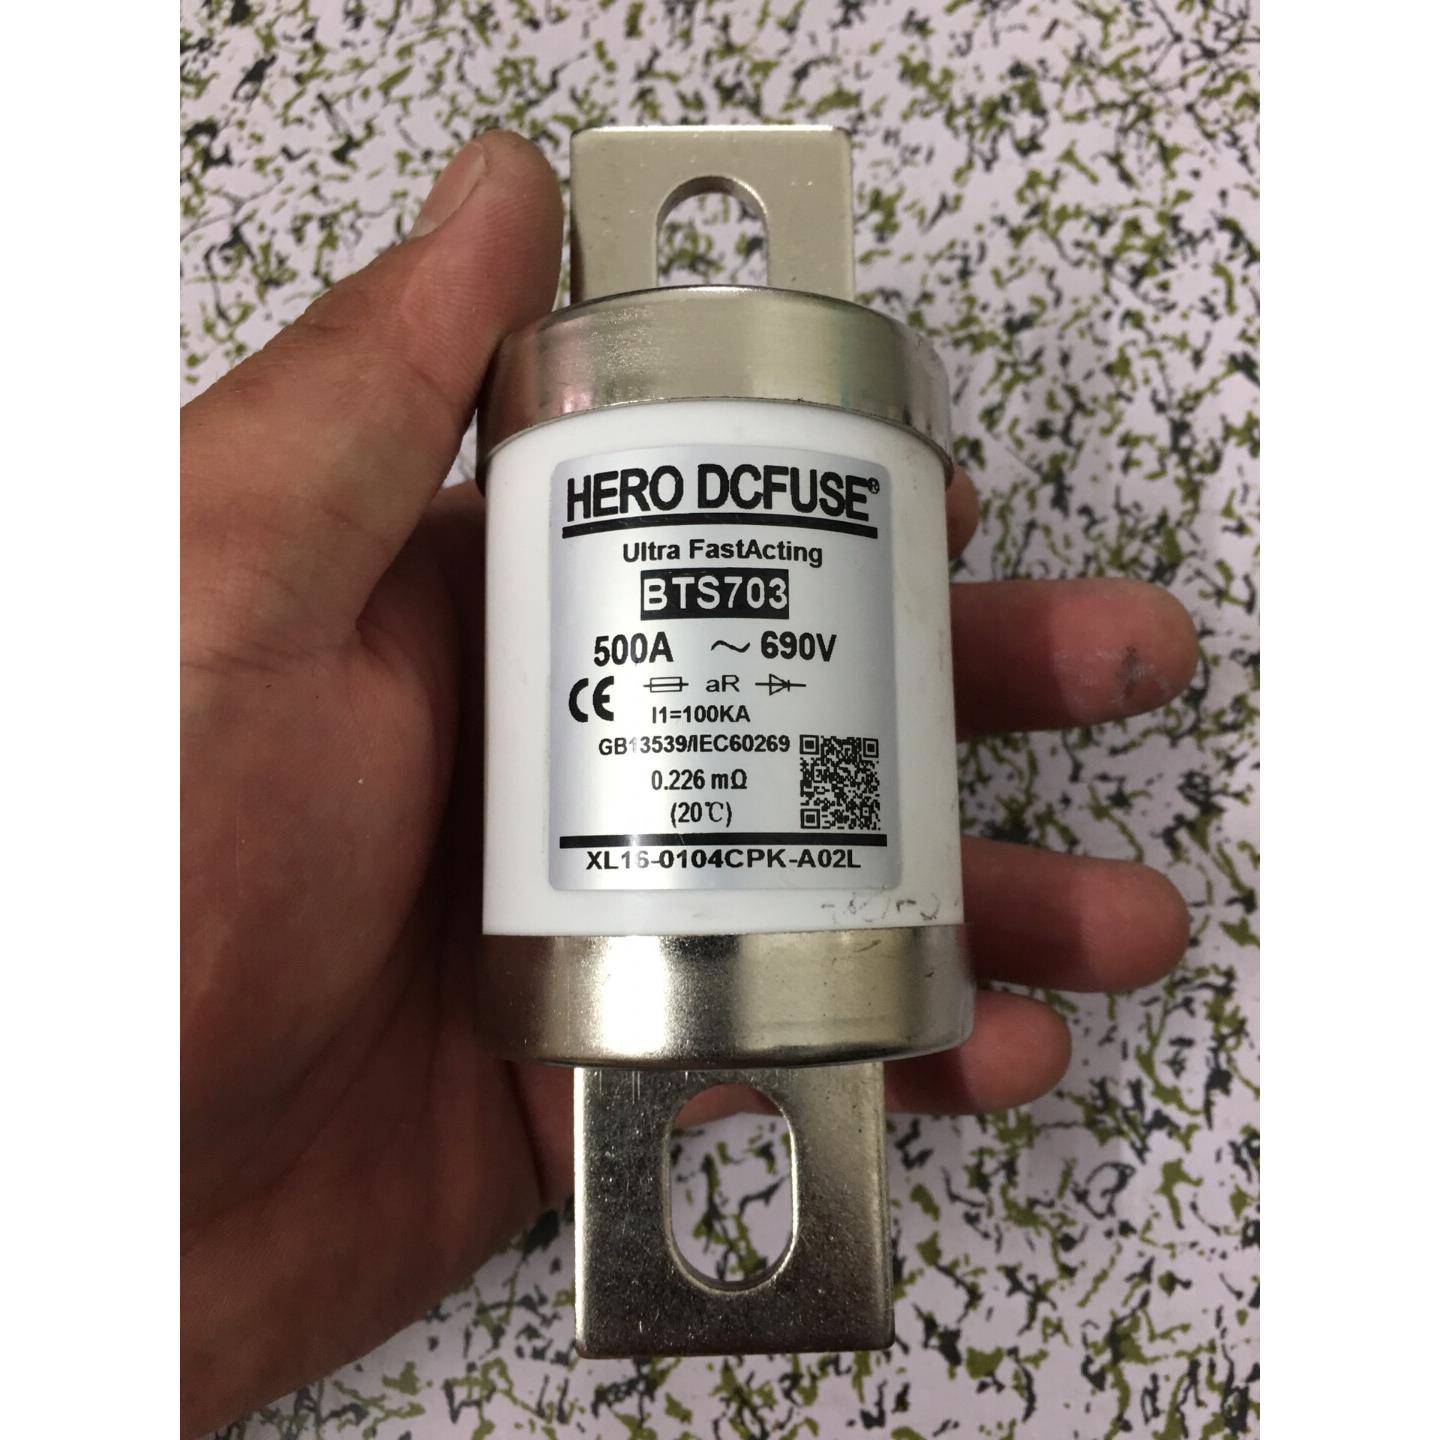 HERO DCFUSE®
Ultra FastActing
BTS703
500A ～ 690V
CE aR
I1=100KA
GB13539/IEC60269
0.226 mΩ
(20℃)
XL16-0104CPK-A02L